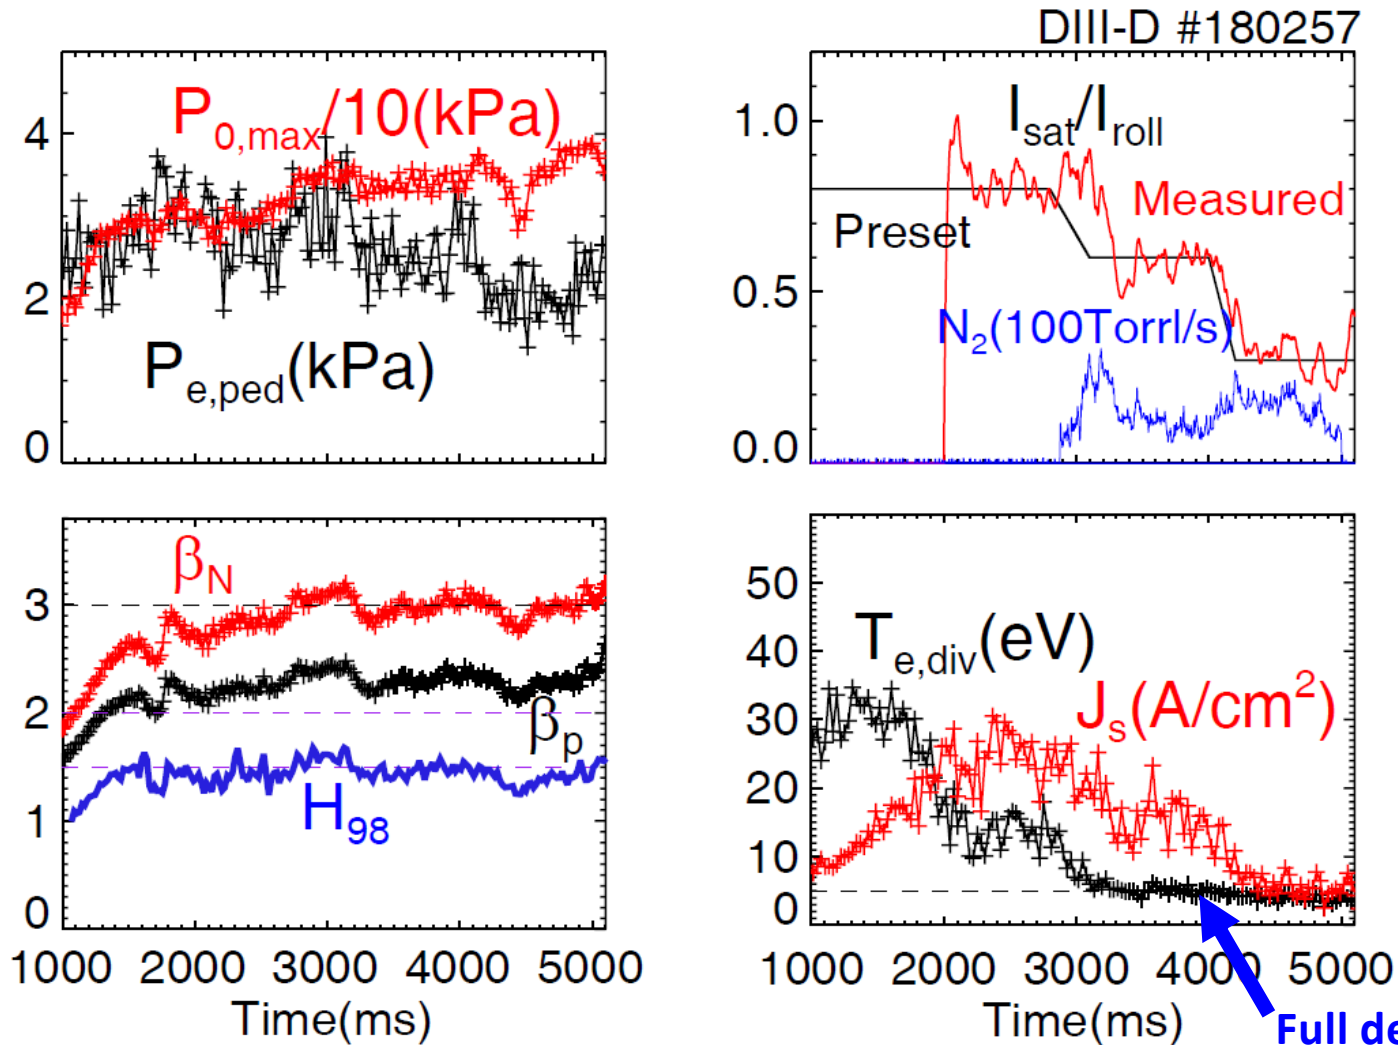 DIII-D #180257
P0,max/10(kPa)
Pe,ped(kPa)
4
2
0
Isat/Iroll
Measured
Preset
N2(100Torrl/s)
1.0
0.5
0.0
βN
βp
H98
3
2
1
0
1000 2000 3000 4000 5000
Time(ms)
Te,div(eV)
Js(A/cm2)
50
40
30
20
10
0
1000 2000 3000 4000 5000
Time(ms)
Full de